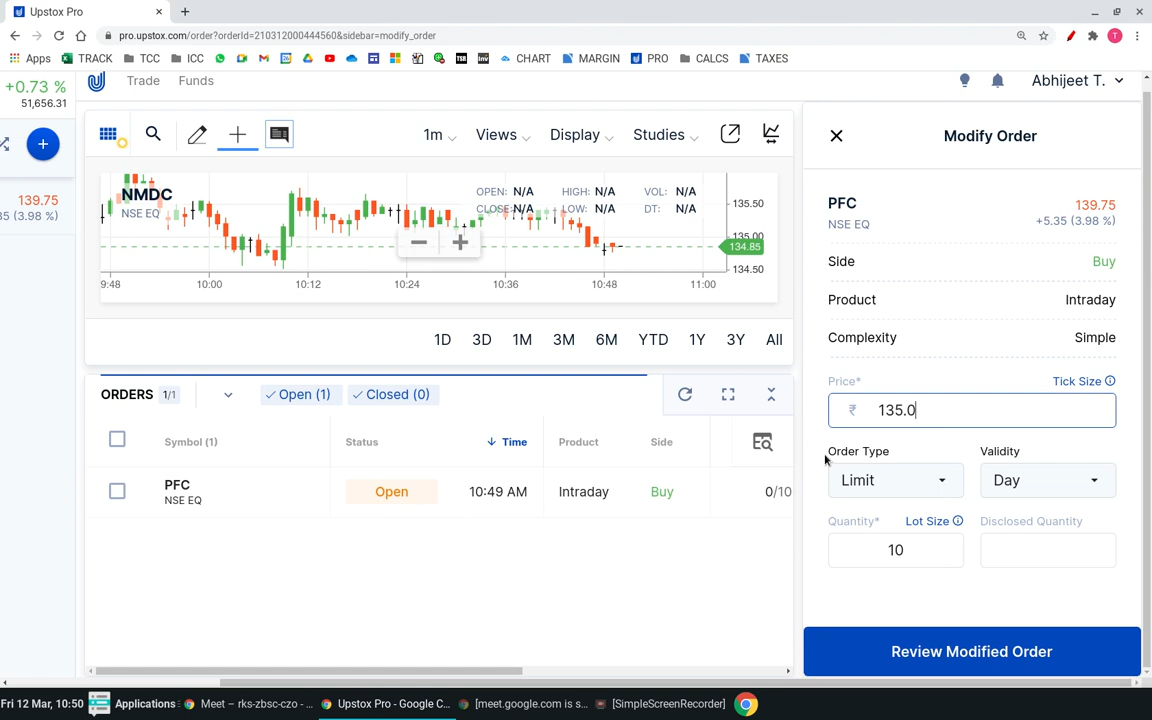 Upstox Pro
pro.upstox.com/order?orderId=210312000444560&sidebar=modify_order
Apps TRACK TCC ICC CHART MARGIN PRO CALCS TAXES
+0.73 %
51,656.31
Trade Funds
Abhijeet T.
139.75
35 (3.98 %)
1m Views Display Studies
NMDC
NSE EQ
OPEN: N/A HIGH: N/A VOL: N/A
CLOSE: N/A LOW: N/A DT: N/A
135.50
135.00
134.85
134.50
9:48 10:00 10:12 10:24 10:36 10:48 11:00
1D 3D 1M 3M 6M YTD 1Y 3Y All
ORDERS 1/1 Open (1) Closed (0)
Symbol (1) Status Time Product Side
PFC
NSE EQ
Open 10:49 AM Intraday Buy 0/10
Modify Order
PFC 139.75
NSE EQ +5.35 (3.98 %)
Side Buy
Product Intraday
Complexity Simple
Price* Tick Size
₹ 135.0
Order Type Validity
Limit Day
Quantity* Lot Size Disclosed Quantity
10
Review Modified Order
Fri 12 Mar, 10:50 Applications Meet – rks-zbsc-czo - ... Upstox Pro - Google C... [meet.google.com is s... [SimpleScreenRecorder]